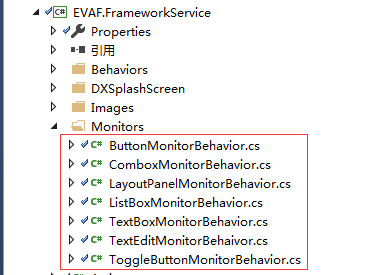 C# EVAF.FrameworkService
Properties
引用
Behaviors
DXSplashScreen
Images
Monitors
C# ButtonMonitorBehavior.cs
C# ComboxMonitorBehavior.cs
C# LayoutPanelMonitorBehavior.cs
C# ListBoxMonitorBehavior.cs
C# TextBoxMonitorBehavior.cs
C# TextEditMonitorBehaivor.cs
C# ToggleButtonMonitorBehavior.cs